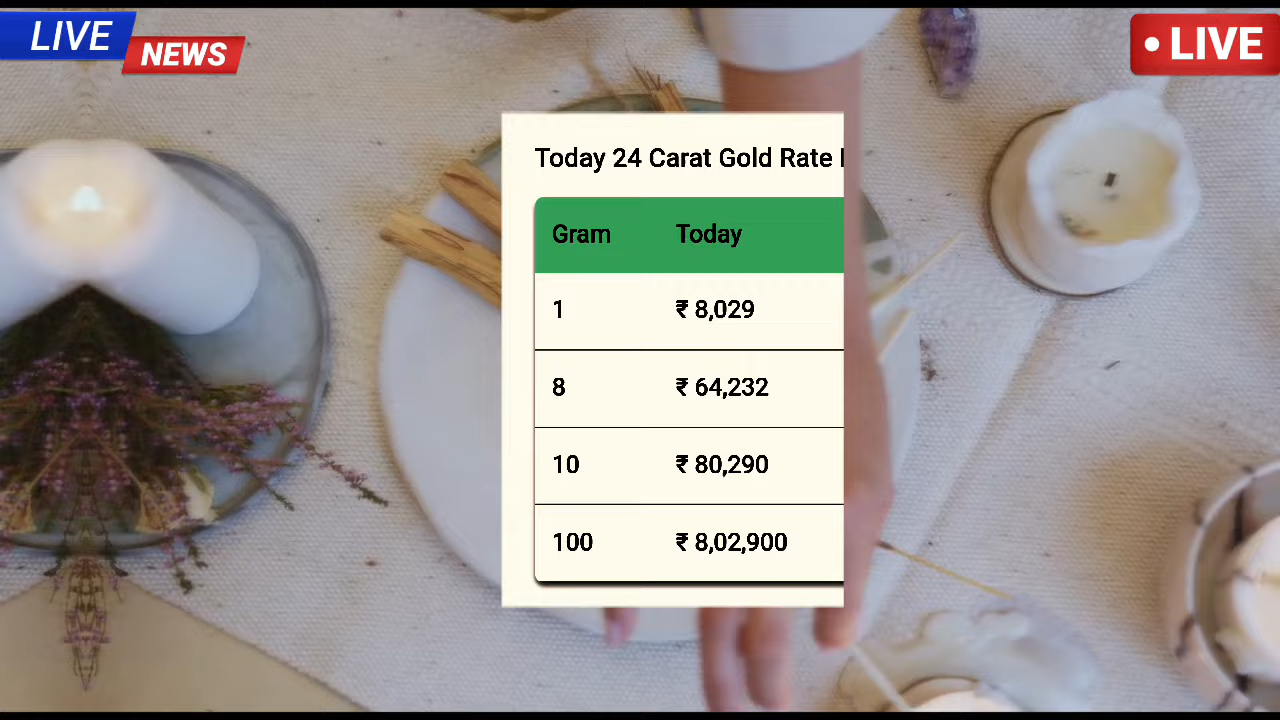 LIVE
NEWS
LIVE
Today 24 Carat Gold Rate
Gram Today
1 ₹ 8,029
8 ₹ 64,232
10 ₹ 80,290
100 ₹ 8,02,900